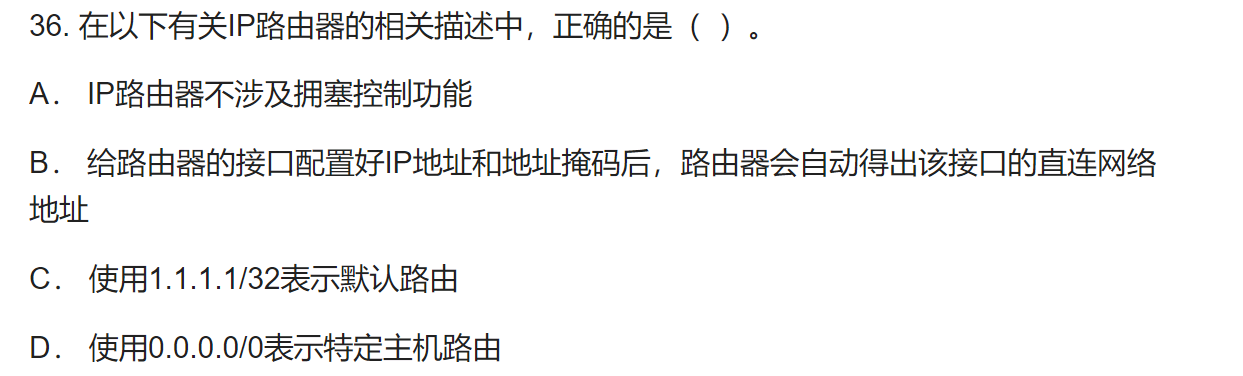 36. 在以下有关IP路由器的相关描述中，正确的是（ ）。
A． IP路由器不涉及拥塞控制功能
B． 给路由器的接口配置好IP地址和地址掩码后，路由器会自动得出该接口的直连网络
地址
C． 使用1.1.1.1/32表示默认路由
D． 使用0.0.0.0/0表示特定主机路由